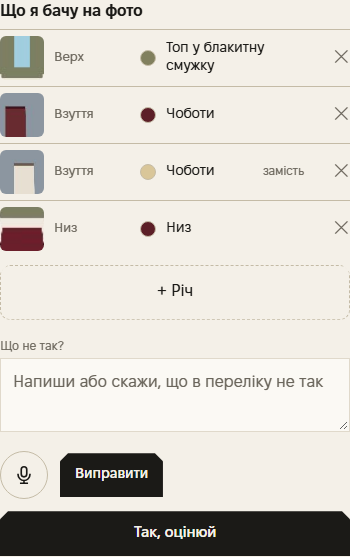 Що я бачу на фото
Верх
Топ у блакитну
смужку
Взуття
Чоботи
Взуття
Чоботи
замість
Низ
Низ
+ Річ
Що не так?
Напиши або скажи, що в переліку не так
Виправити
Так, оцінюй